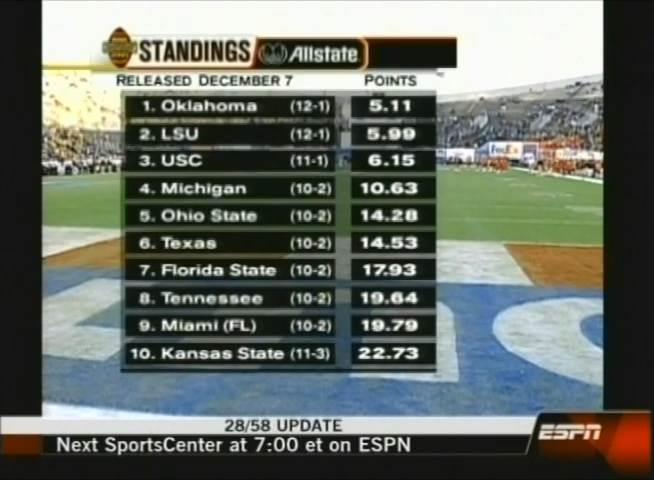 STANDINGS Allstate
RELEASED DECEMBER 7 POINTS
1. Oklahoma (12-1) 5.11
2. LSU (12-1) 5.99
3. USC (11-1) 6.15
4. Michigan (10-2) 10.63
5. Ohio State (10-2) 14.28
6. Texas (10-2) 14.53
7. Florida State (10-2) 17.93
8. Tennessee (10-2) 19.64
9. Miami (FL) (10-2) 19.79
10. Kansas State (11-3) 22.73
FedEx
28/58 UPDATE
Next SportsCenter at 7:00 et on ESPN
ESPN